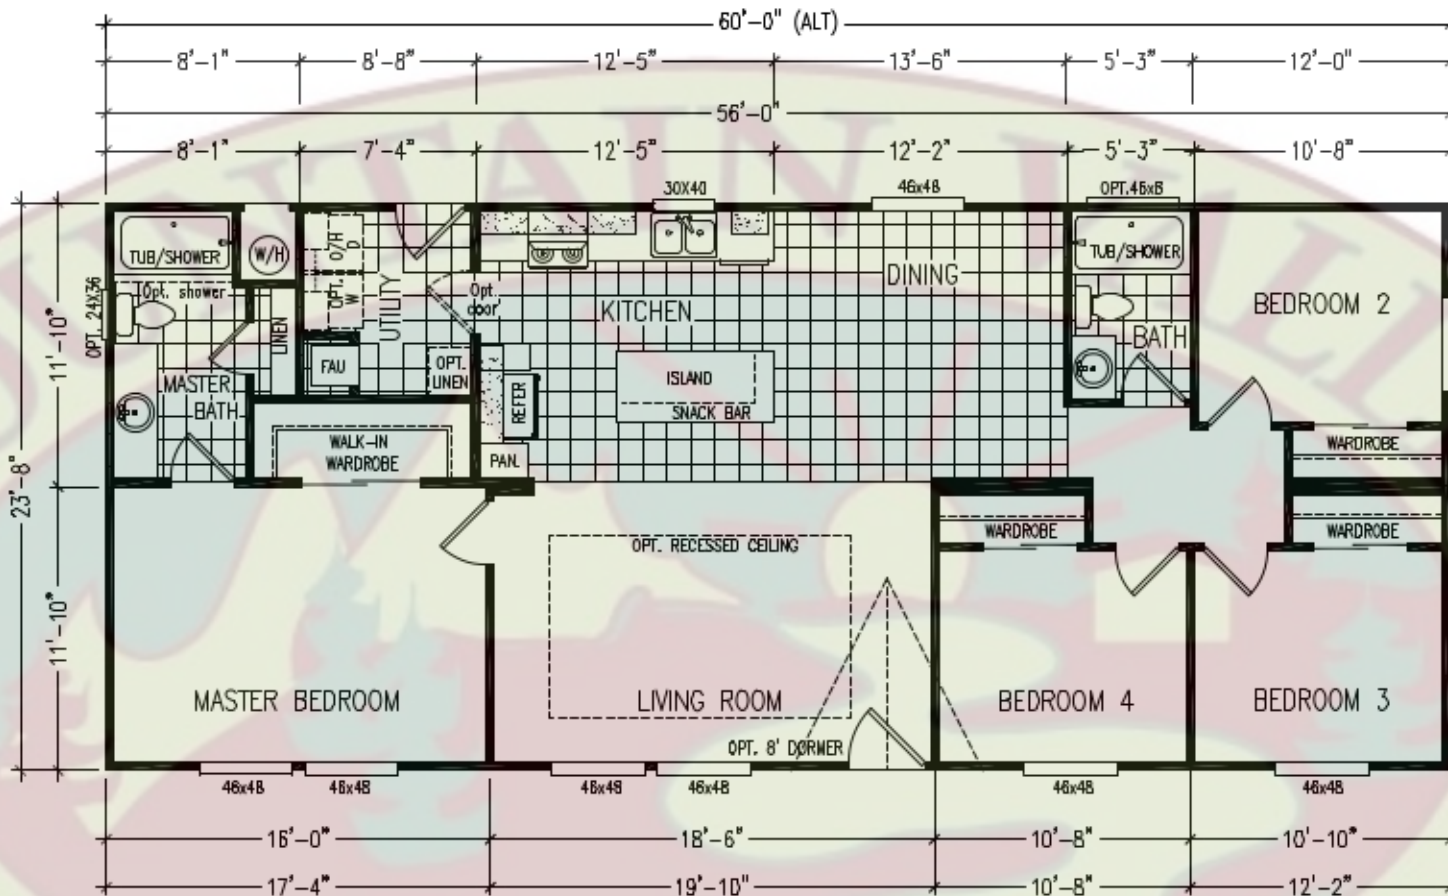 60'-0" (ALT)
8'-1" 8'-8" 12'-5" 13'-6" 5'-3" 12'-0"
56'-0"
8'-1" 7'-4" 12'-5" 12'-2" 5'-3" 10'-8"
MOUNTAIN VALL
30X40
46x48
OPT.46x8
TUB/SHOWER
W/H
OPT. W D O/H
UTILITY
DINING
TUB/SHOWER
Opt. shower
OPT. 24X36
Opt
door
KITCHEN
BEDROOM 2
LINEN
BATH
11'-10"
FAU
OPT.
LINEN
ISLAND
SNACK BAR
REFER
MASTER
BATH
WALK-IN
WARDROBE
PAN.
WARDROBE
23'-8"
WARDROBE
WARDROBE
OPT. RECESSED CEILING
11'-10"
MASTER BEDROOM
LIVING ROOM
BEDROOM 4
BEDROOM 3
OPT. 8' DORMER
46x48 46x48 46x48 46x48 46x48 46x48
16'-0" 18'-6" 10'-8" 10'-10"
17'-4" 19'-10" 10'-8" 12'-2"